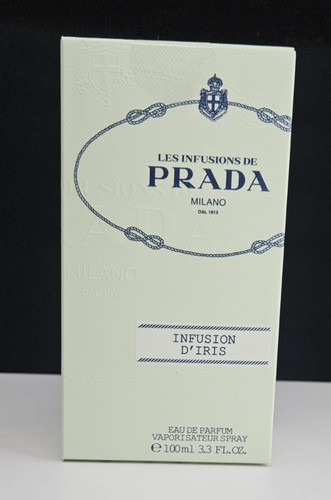 LES INFUSIONS DE
PRADA
MILANO
DAL 1913
MILANO
INFUSION
D'IRIS
EAU DE PARFUM
VAPORISATEUR SPRAY
℮ 100ml 3.3 FL.OZ.